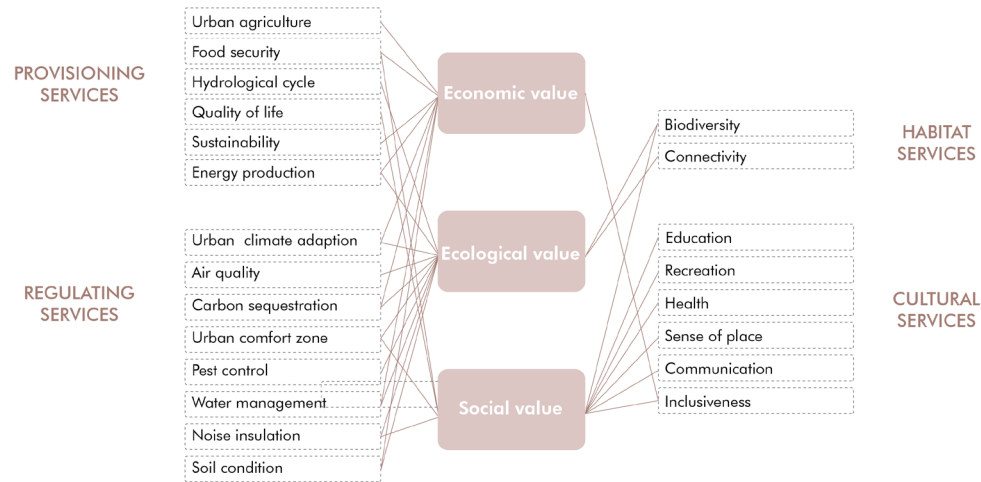 PROVISIONING
SERVICES
Urban agriculture
Food security
Hydrological cycle
Quality of life
Sustainability
Energy production
REGULATING
SERVICES
Urban climate adaption
Air quality
Carbon sequestration
Urban comfort zone
Pest control
Water management
Noise insulation
Soil condition
Economic value
Ecological value
Social value
Biodiversity
Connectivity
HABITAT
SERVICES
Education
Recreation
Health
Sense of place
Communication
Inclusiveness
CULTURAL
SERVICES